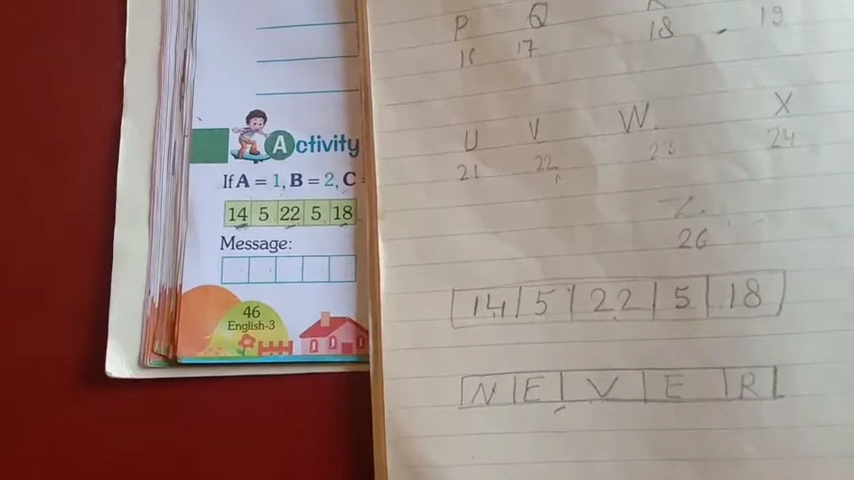 Activity
If A = 1, B = 2, C
14 5 22 5 18
Message:
46
English-3
P Q
16 17 18 19
U V W X
21 22 23 24
Z
26
14 5 22 5 18
N E V E R